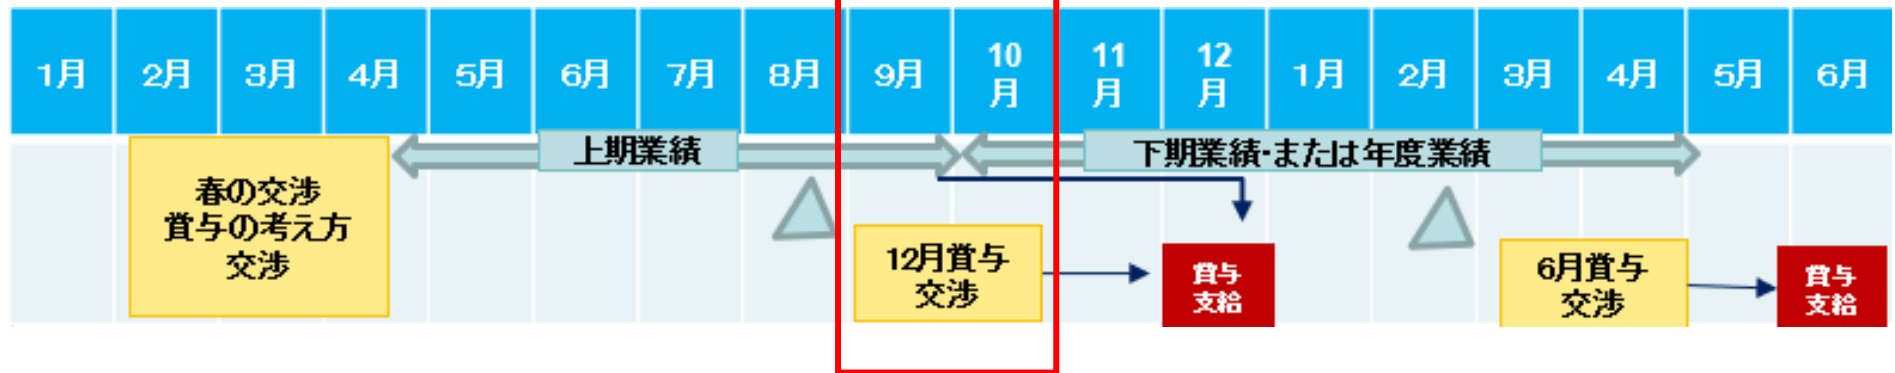 1月
2月
3月
4月
5月
6月
7月
8月
9月
10
月
11
月
12
月
1月
2月
3月
4月
5月
6月
上期業績
下期業績・または年度業績
春の交渉
賞与の考え方
交渉
12月賞与
交渉
賞与
支給
6月賞与
交渉
賞与
支給